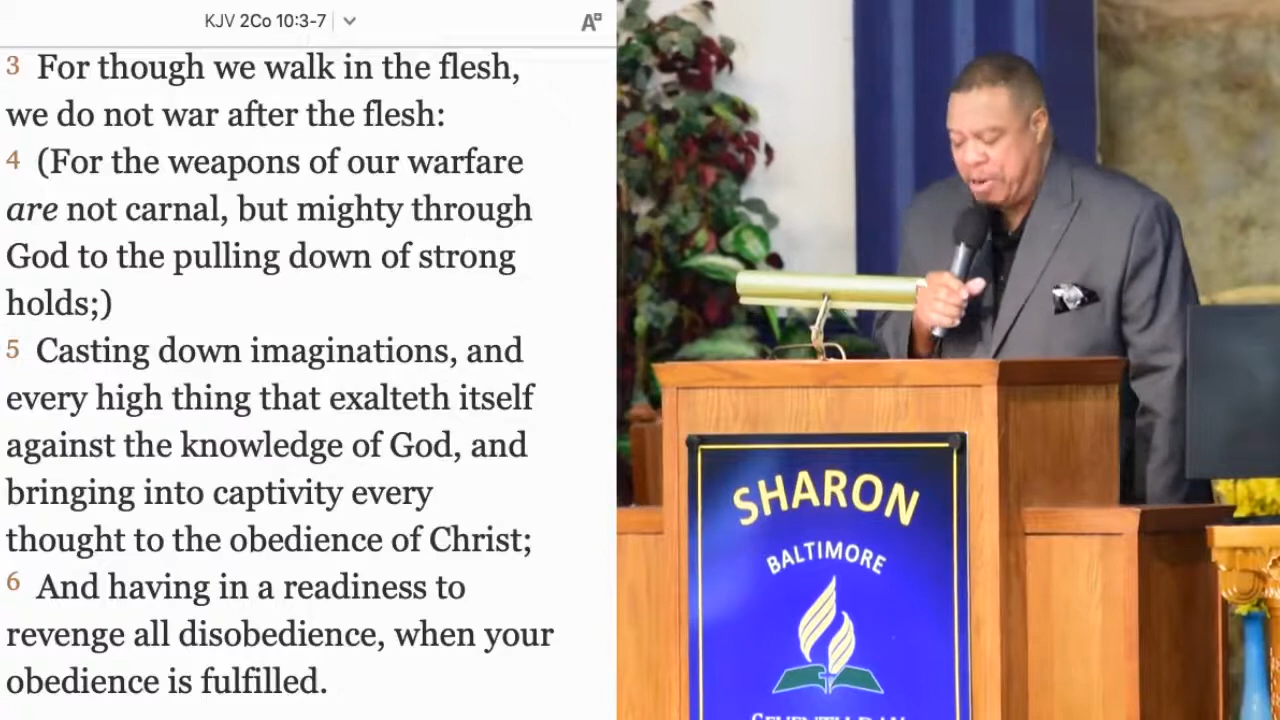 KJV 2Co 10:3-7
A
3 For though we walk in the flesh,
we do not war after the flesh:
4 (For the weapons of our warfare
are not carnal, but mighty through
God to the pulling down of strong
holds;)
5 Casting down imaginations, and
every high thing that exalteth itself
against the knowledge of God, and
bringing into captivity every
thought to the obedience of Christ;
6 And having in a readiness to
revenge all disobedience, when your
obedience is fulfilled.
SHARON
BALTIMORE
SEVENTH DAY